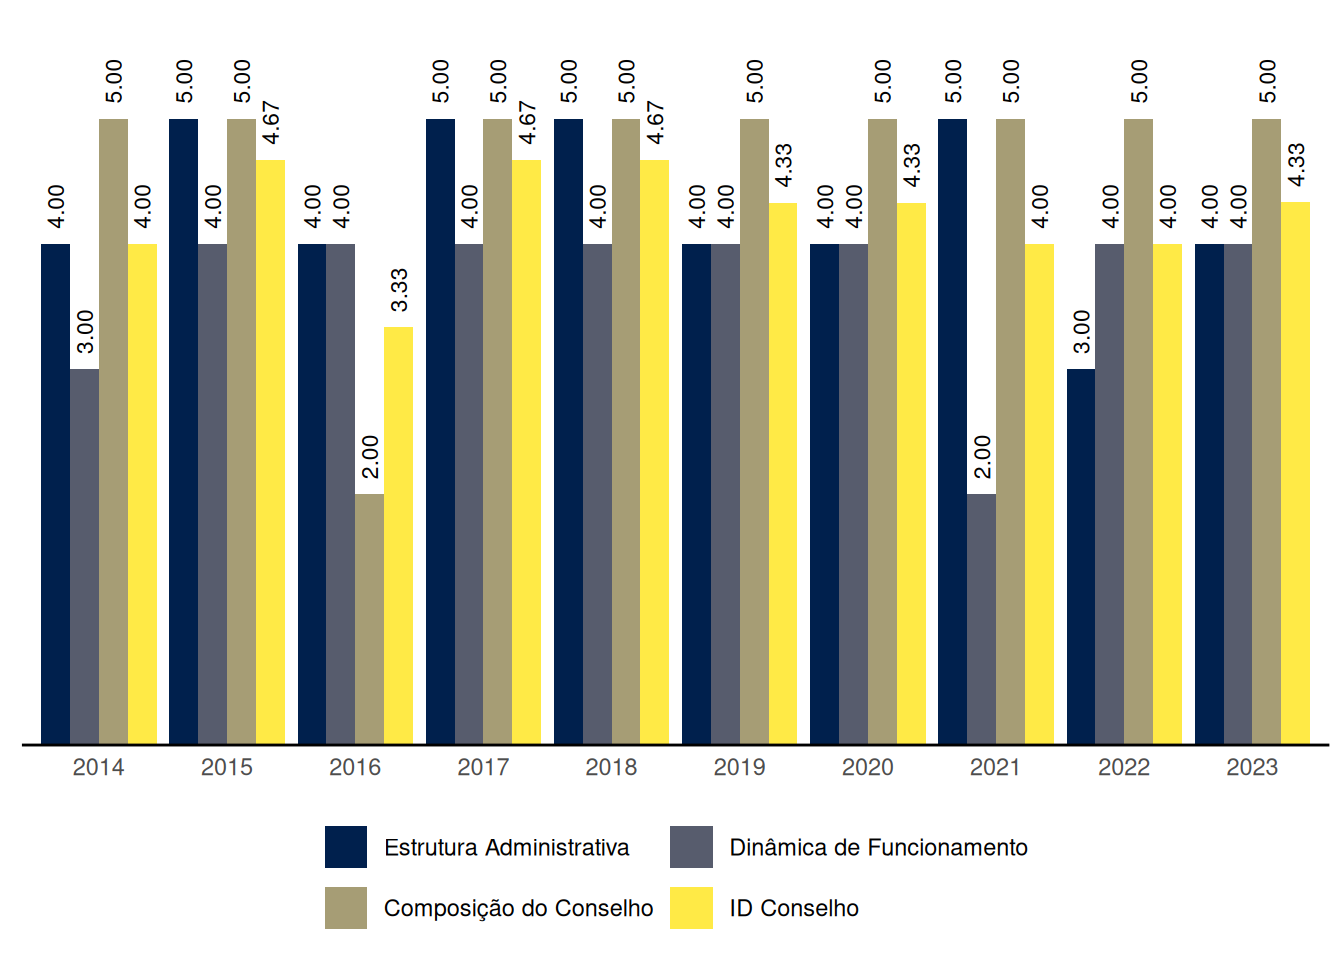 4.00 3.00 5.00 4.00 5.00 4.00 5.00 4.67 4.00 4.00 2.00 3.33 5.00 4.00 5.00 4.67 5.00 4.00 5.00 4.67 4.00 4.00 5.00 4.33 4.00 4.00 5.00 4.33 5.00 2.00 5.00 4.00 3.00 4.00 5.00 4.00 4.00 4.00 5.00 4.33
2014 2015 2016 2017 2018 2019 2020 2021 2022 2023
Estrutura Administrativa Dinâmica de Funcionamento
Composição do Conselho ID Conselho